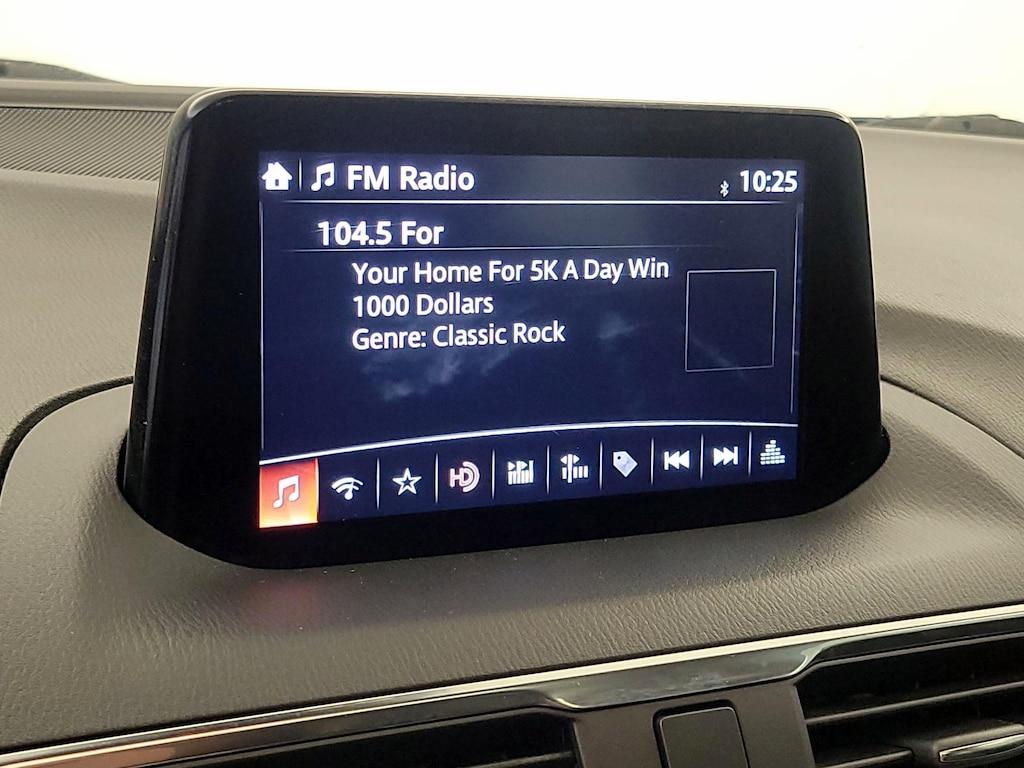 FM Radio
10:25
104.5 For
Your Home For 5K A Day Win
1000 Dollars
Genre: Classic Rock
HD